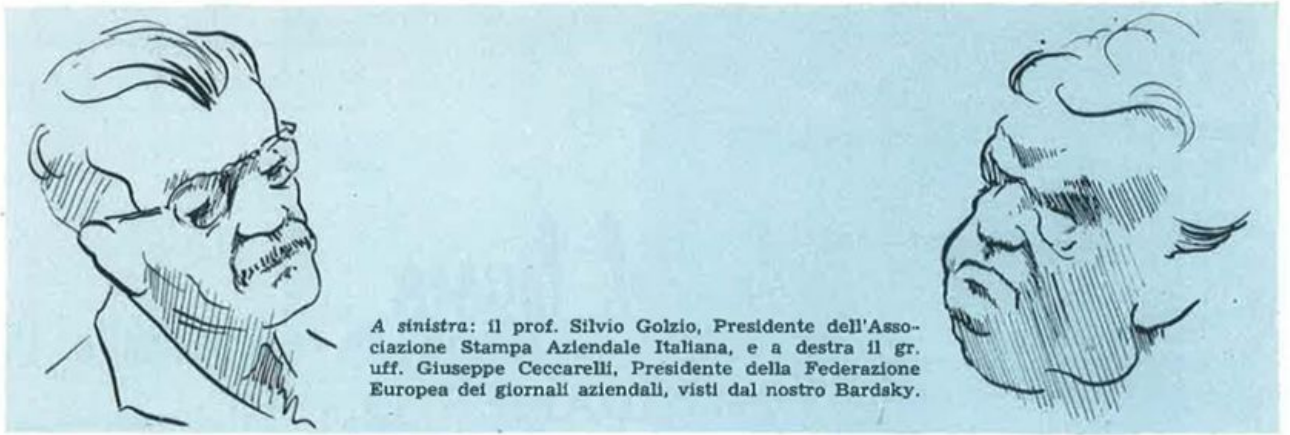 A sinistra: il prof. Silvio Golzio, Presidente dell'Asso-
ciazione Stampa Aziendale Italiana, e a destra il gr.
uff. Giuseppe Ceccarelli, Presidente della Federazione
Europea dei giornali aziendali, visti dal nostro Bardsky.